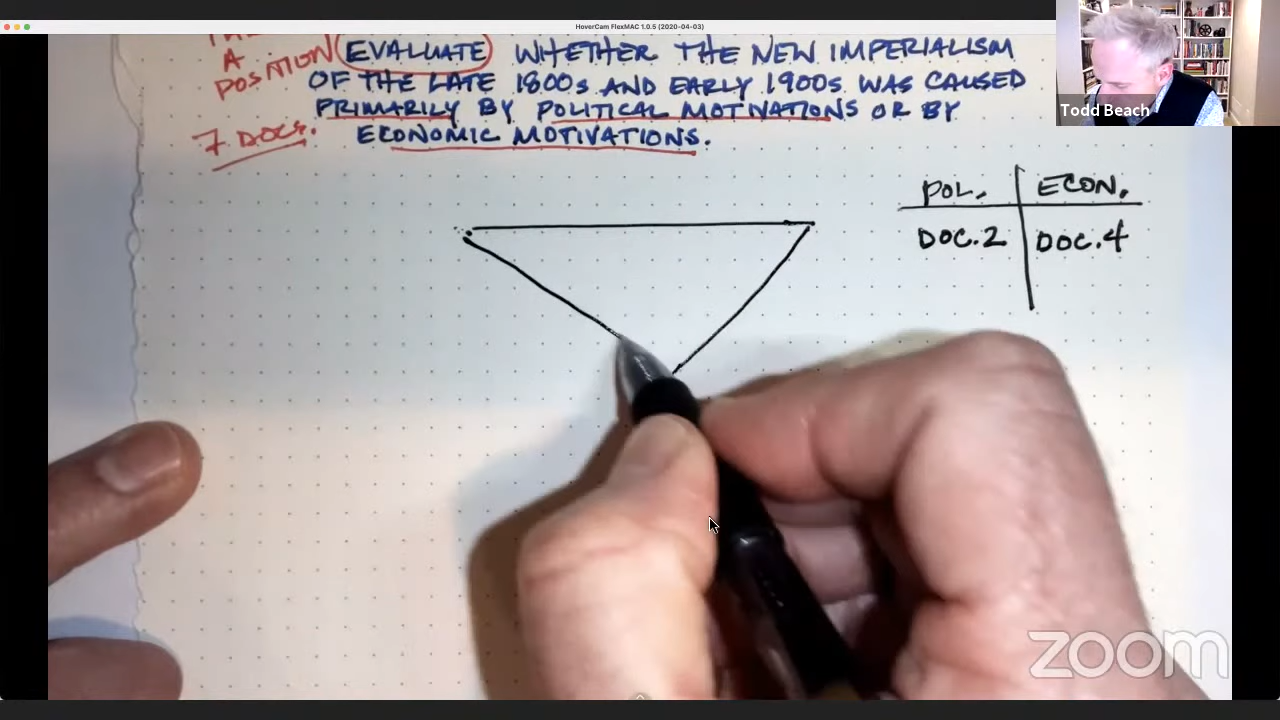 HoverCam FlexMAC 1.0.5 (2020-04-03)
A
POSITION
EVALUATE WHETHER THE NEW IMPERIALISM
OF THE LATE 1800s AND EARLY 1900s WAS CAUSED
PRIMARILY BY POLITICAL MOTIVATIONS OR BY
ECONOMIC MOTIVATIONS.
7 DOCS.
Todd Beach
POL. ECON.
DOC.2 DOC.4
zoom